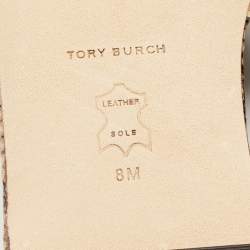 TORY BURCH
LEATHER
SOLE
8M